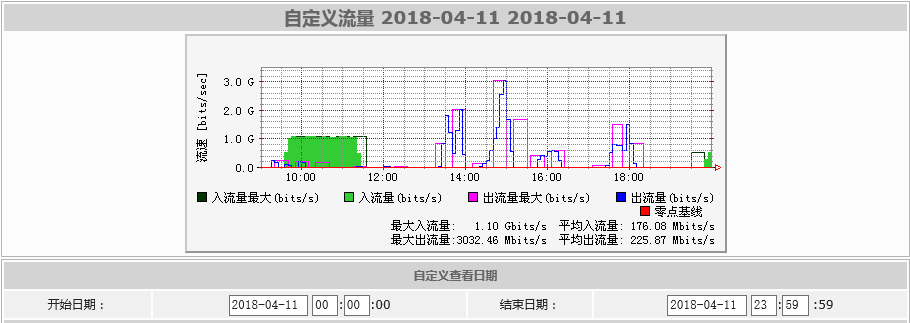 自定义流量 2018-04-11 2018-04-11
流速 [bits/sec]
3.0 G
2.0 G
1.0 G
0.0
10:00 12:00 14:00 16:00 18:00
入流量最大(bits/s) 入流量(bits/s) 出流量最大(bits/s) 出流量(bits/s)
零点基线
最大入流量: 1.10 Gbits/s 平均入流量: 176.08 Mbits/s
最大出流量:3032.46 Mbits/s 平均出流量: 225.87 Mbits/s
自定义查看日期
开始日期： 2018-04-11 00:00:00 结束日期： 2018-04-11 23:59:59